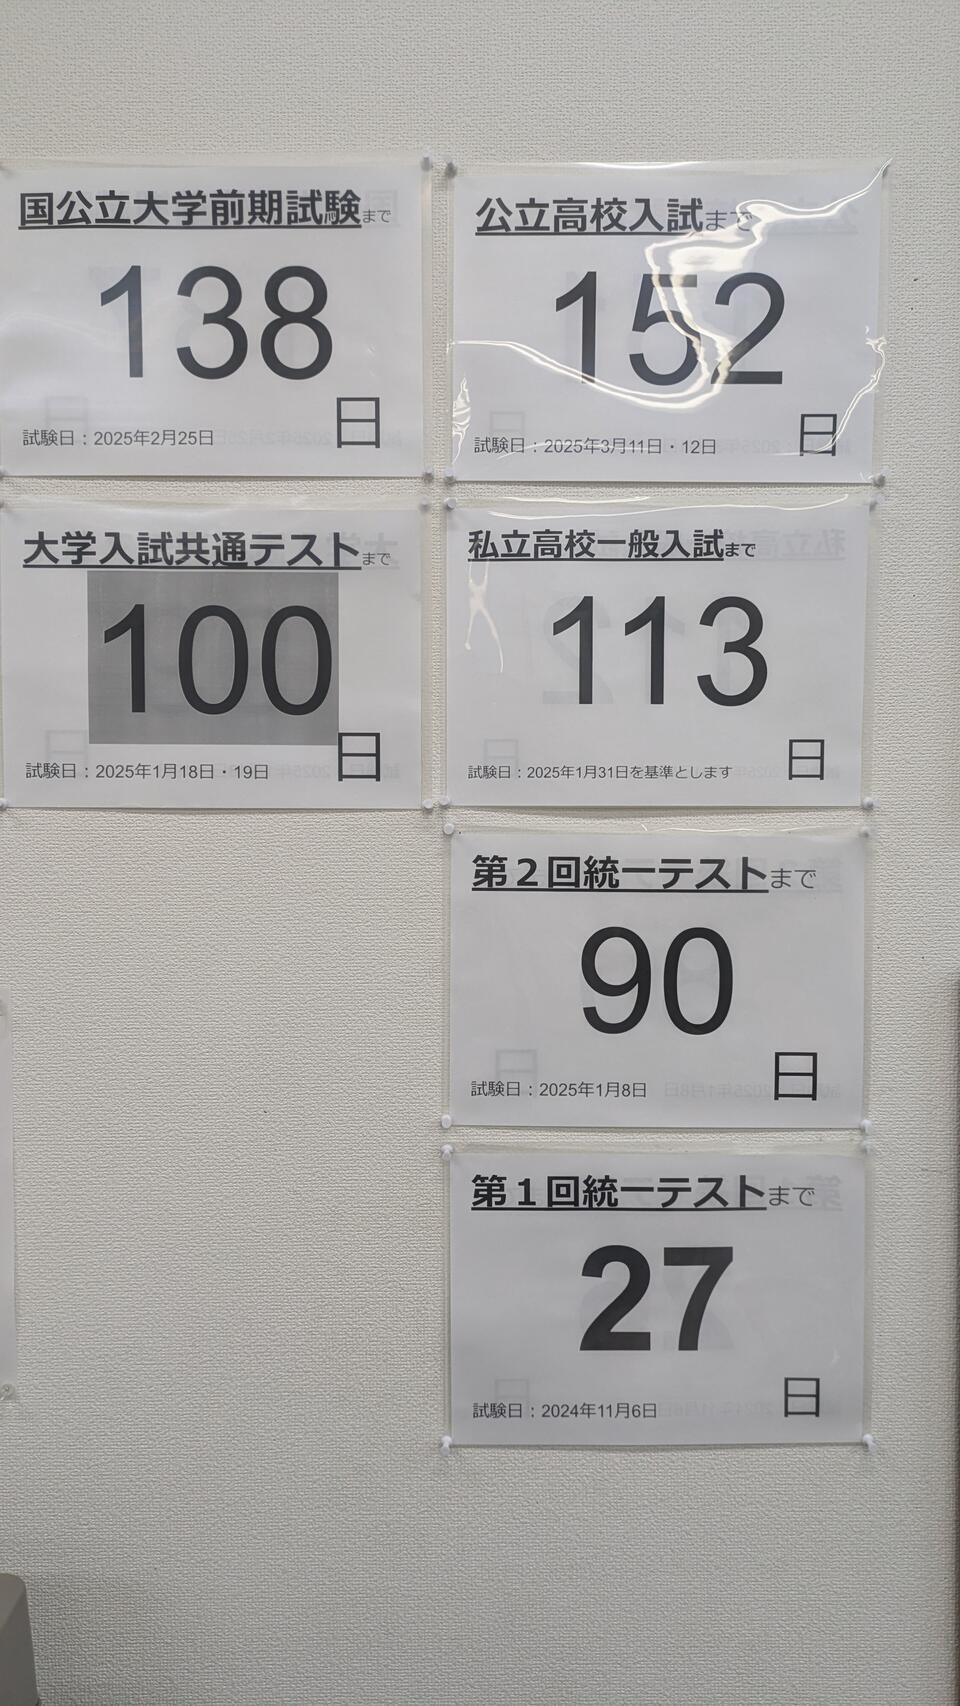 国公立大学前期試験まで
138
日
試験日：2025年2月25日
大学入試共通テストまで
100
日
試験日：2025年1月18日・19日
公立高校入試まで
152
日
試験日：2025年3月11日・12日
私立高校一般入試まで
113
日
試験日：2025年1月31日を基準とします
第２回統一テストまで
90
日
試験日：2025年1月8日
第１回統一テストまで
27
日
試験日：2024年11月6日